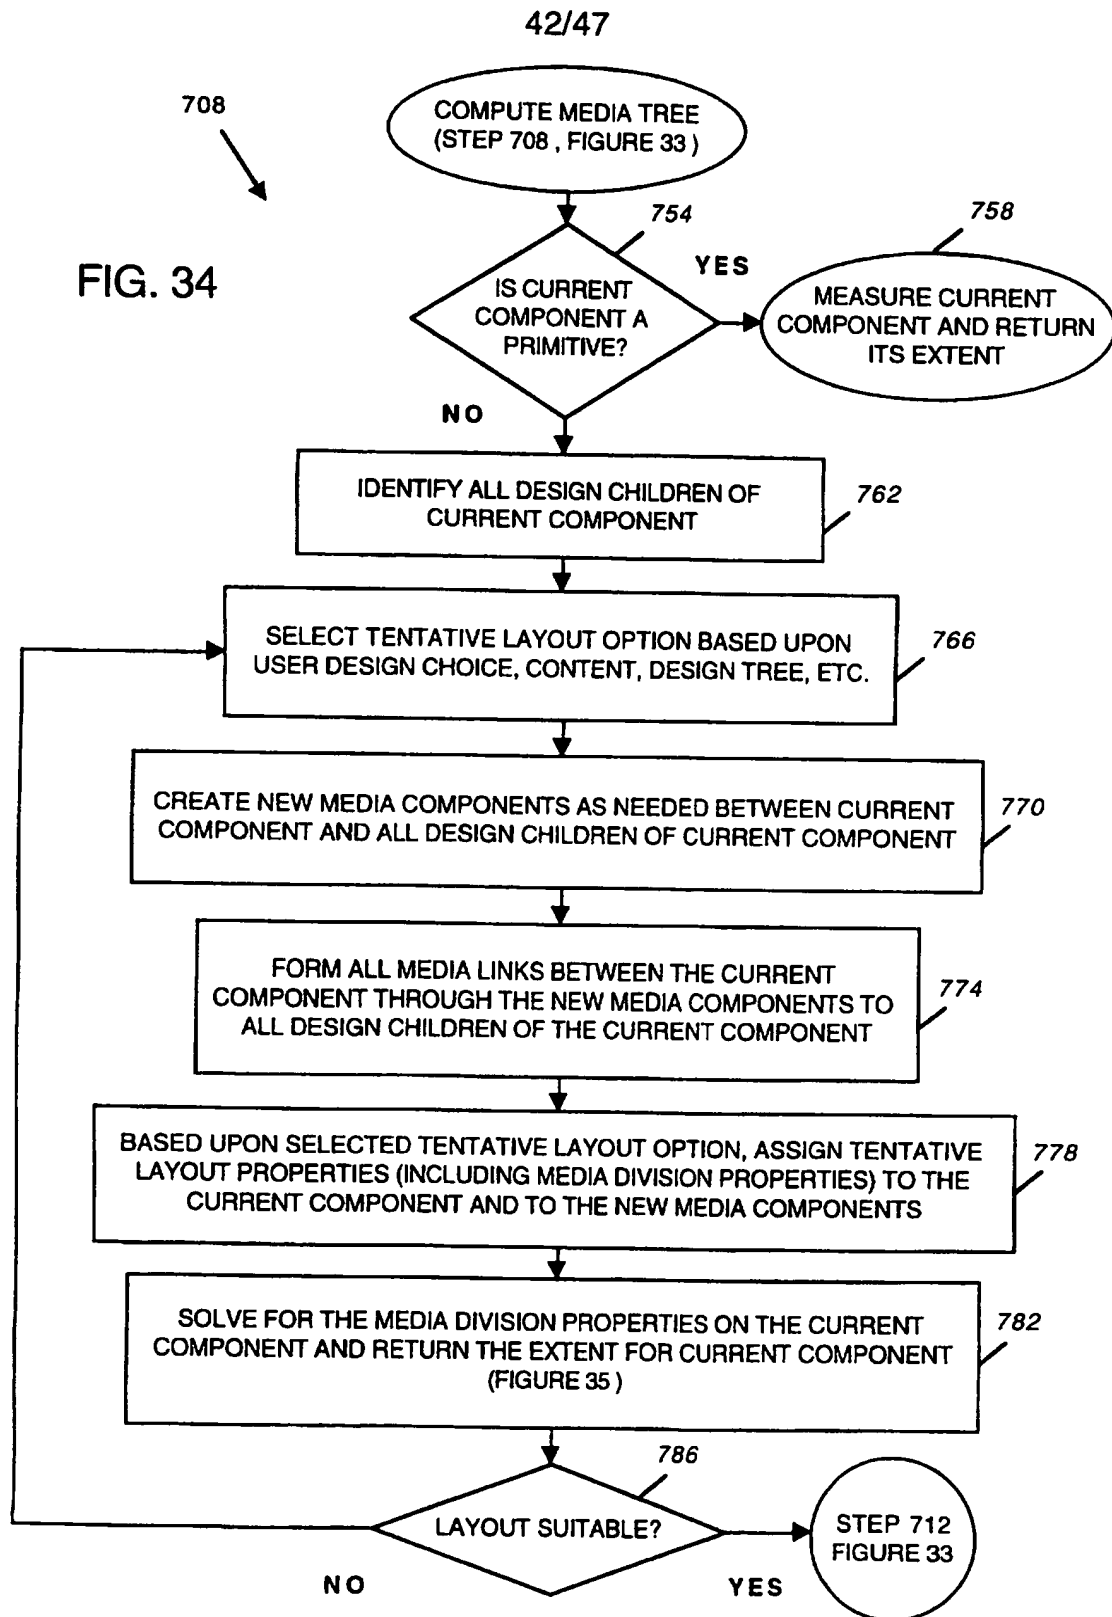 42/47
708
COMPUTE MEDIA TREE
(STEP 708, FIGURE 33)
FIG. 34
754
IS CURRENT
COMPONENT A
PRIMITIVE?
YES
758
MEASURE CURRENT
COMPONENT AND RETURN
ITS EXTENT
NO
IDENTIFY ALL DESIGN CHILDREN OF
CURRENT COMPONENT
762
SELECT TENTATIVE LAYOUT OPTION BASED UPON
USER DESIGN CHOICE, CONTENT, DESIGN TREE, ETC.
766
CREATE NEW MEDIA COMPONENTS AS NEEDED BETWEEN CURRENT
COMPONENT AND ALL DESIGN CHILDREN OF CURRENT COMPONENT
770
FORM ALL MEDIA LINKS BETWEEN THE CURRENT
COMPONENT THROUGH THE NEW MEDIA COMPONENTS TO
ALL DESIGN CHILDREN OF THE CURRENT COMPONENT
774
BASED UPON SELECTED TENTATIVE LAYOUT OPTION, ASSIGN TENTATIVE
LAYOUT PROPERTIES (INCLUDING MEDIA DIVISION PROPERTIES) TO THE
CURRENT COMPONENT AND TO THE NEW MEDIA COMPONENTS
778
SOLVE FOR THE MEDIA DIVISION PROPERTIES ON THE CURRENT
COMPONENT AND RETURN THE EXTENT FOR CURRENT COMPONENT
(FIGURE 35)
782
786
LAYOUT SUITABLE?
STEP 712
FIGURE 33
NO
YES